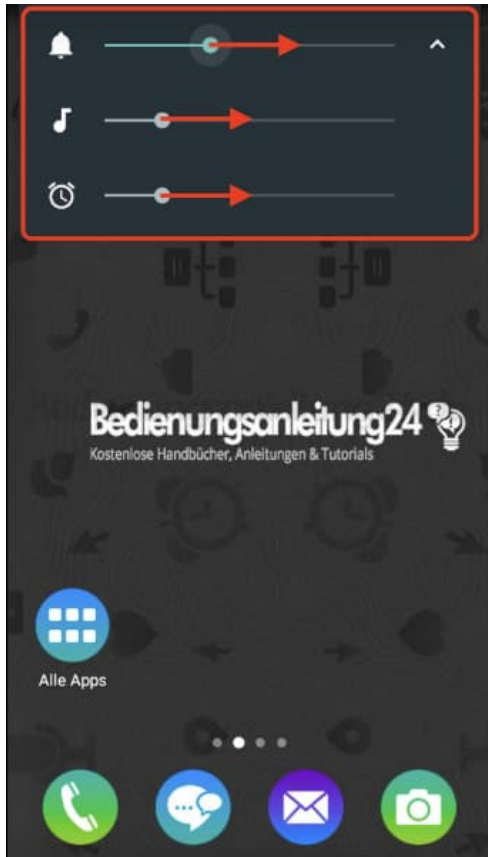 Bedienungsanleitung24
Kostenlose Handbücher, Anleitungen & Tutorials
Alle Apps